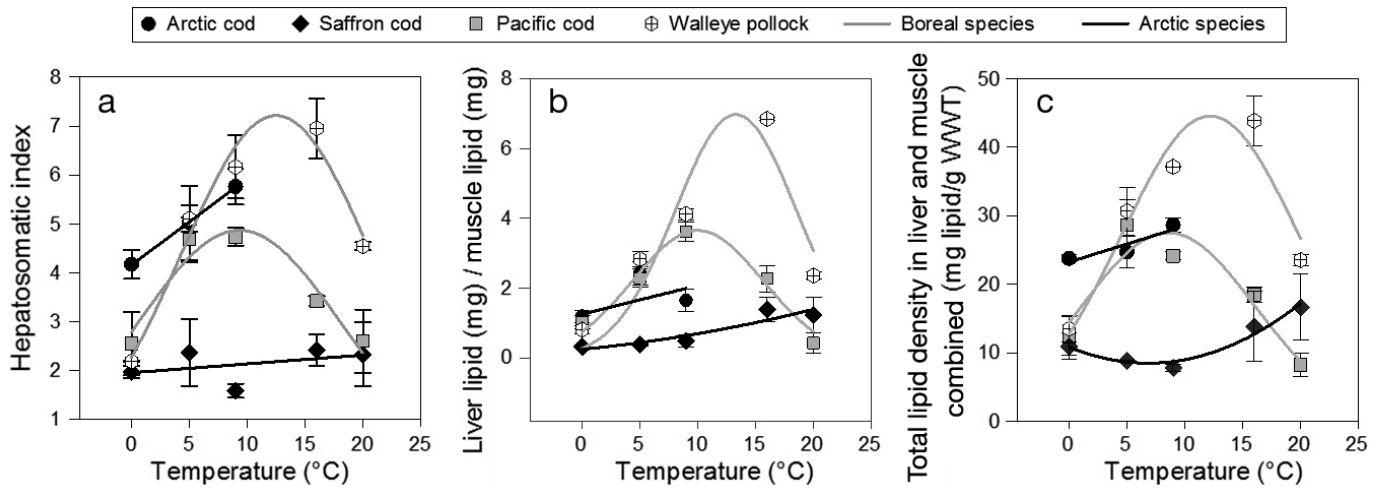 Arctic cod Saffron cod Pacific cod Walleye pollock Boreal species Arctic species
a
Hepatosomatic index
8
7
6
5
4
3
2
1
0 5 10 15 20 25
Temperature (°C)
b
Liver lipid (mg) / muscle lipid (mg)
8
6
4
2
0
0 5 10 15 20 25
Temperature (°C)
c
Total lipid density in liver and muscle
combined (mg lipid/g WWT)
50
40
30
20
10
0
0 5 10 15 20 25
Temperature (°C)